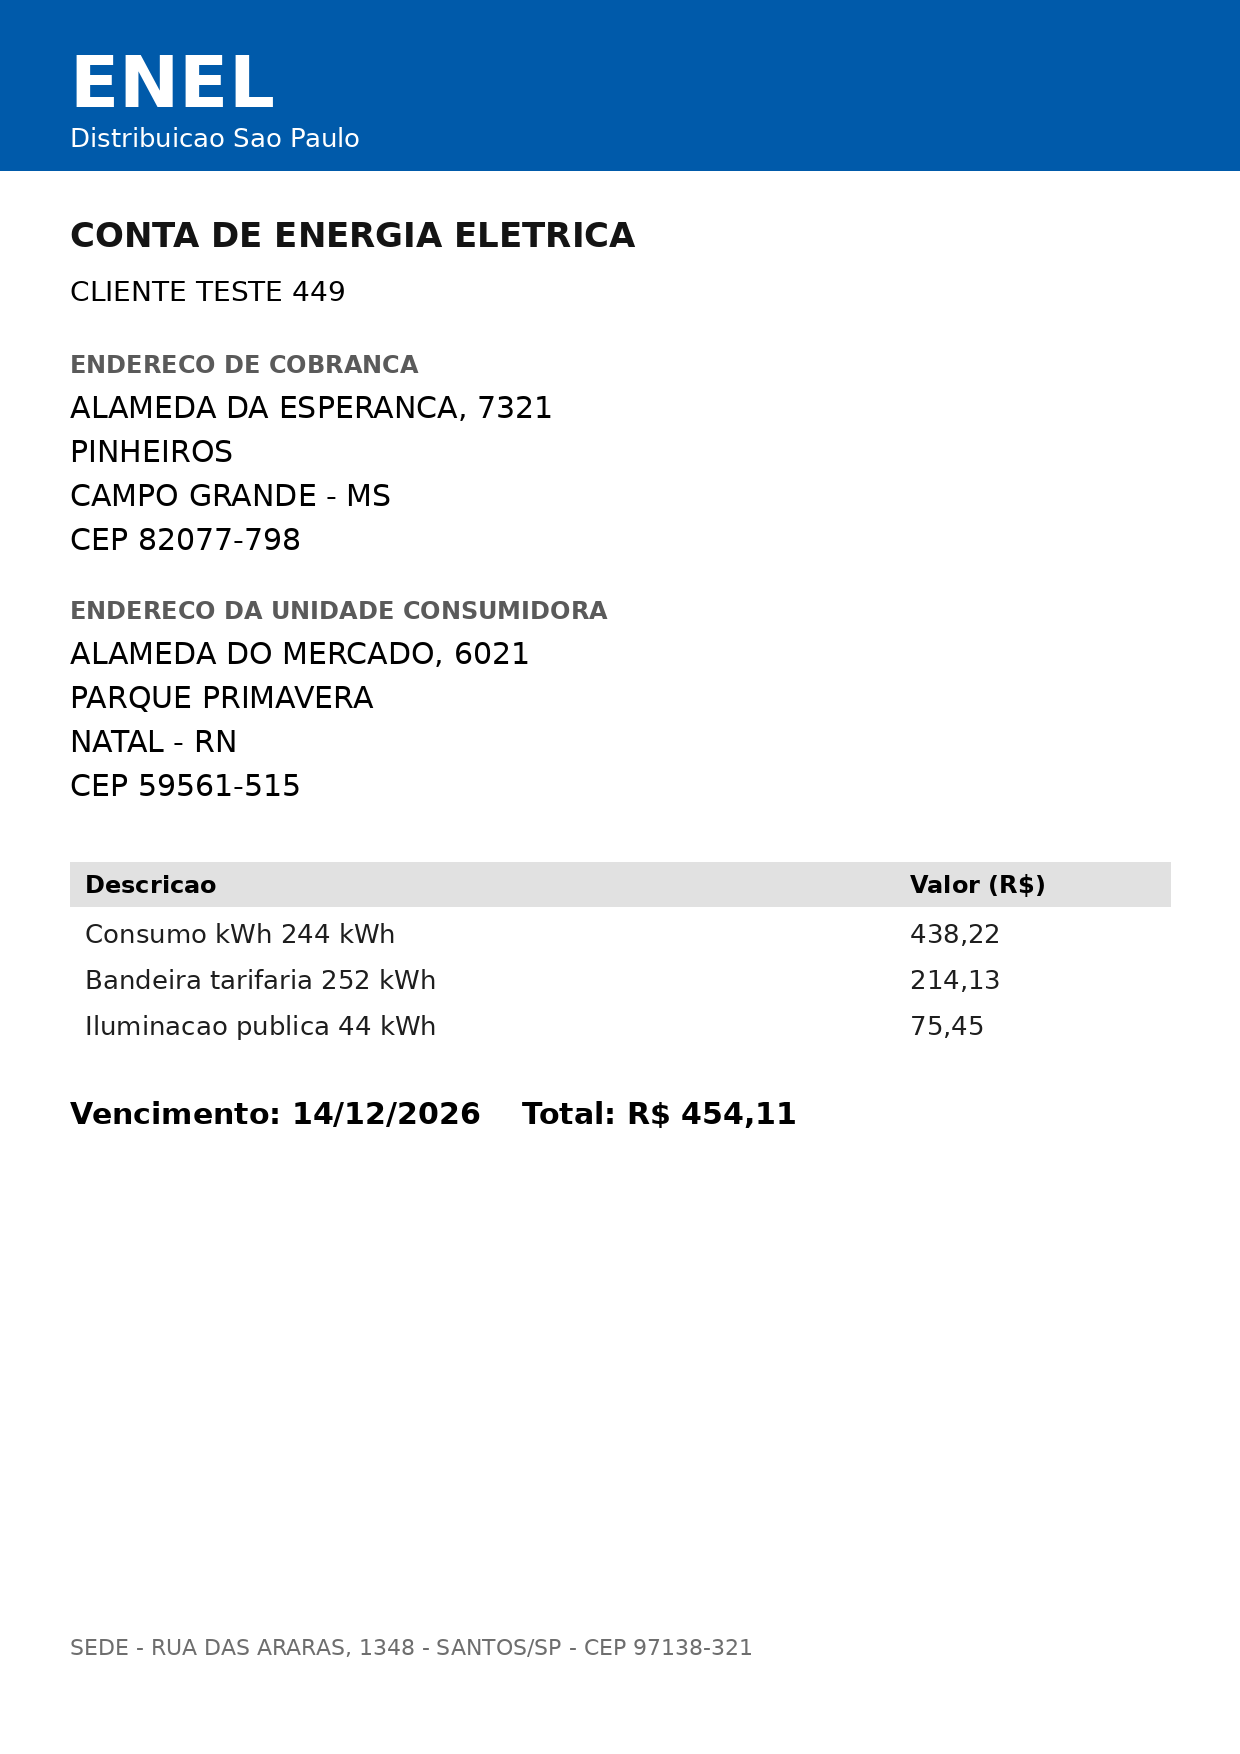 ENEL
Distribuicao Sao Paulo
CONTA DE ENERGIA ELETRICA
CLIENTE TESTE 449
ENDERECO DE COBRANCA
ALAMEDA DA ESPERANCA, 7321
PINHEIROS
CAMPO GRANDE - MS
CEP 82077-798
ENDERECO DA UNIDADE CONSUMIDORA
ALAMEDA DO MERCADO, 6021
PARQUE PRIMAVERA
NATAL - RN
CEP 59561-515
Descricao Valor (R$)
Consumo kWh 244 kWh 438,22
Bandeira tarifaria 252 kWh 214,13
Iluminacao publica 44 kWh 75,45
Vencimento: 14/12/2026 Total: R$ 454,11
SEDE - RUA DAS ARARAS, 1348 - SANTOS/SP - CEP 97138-321